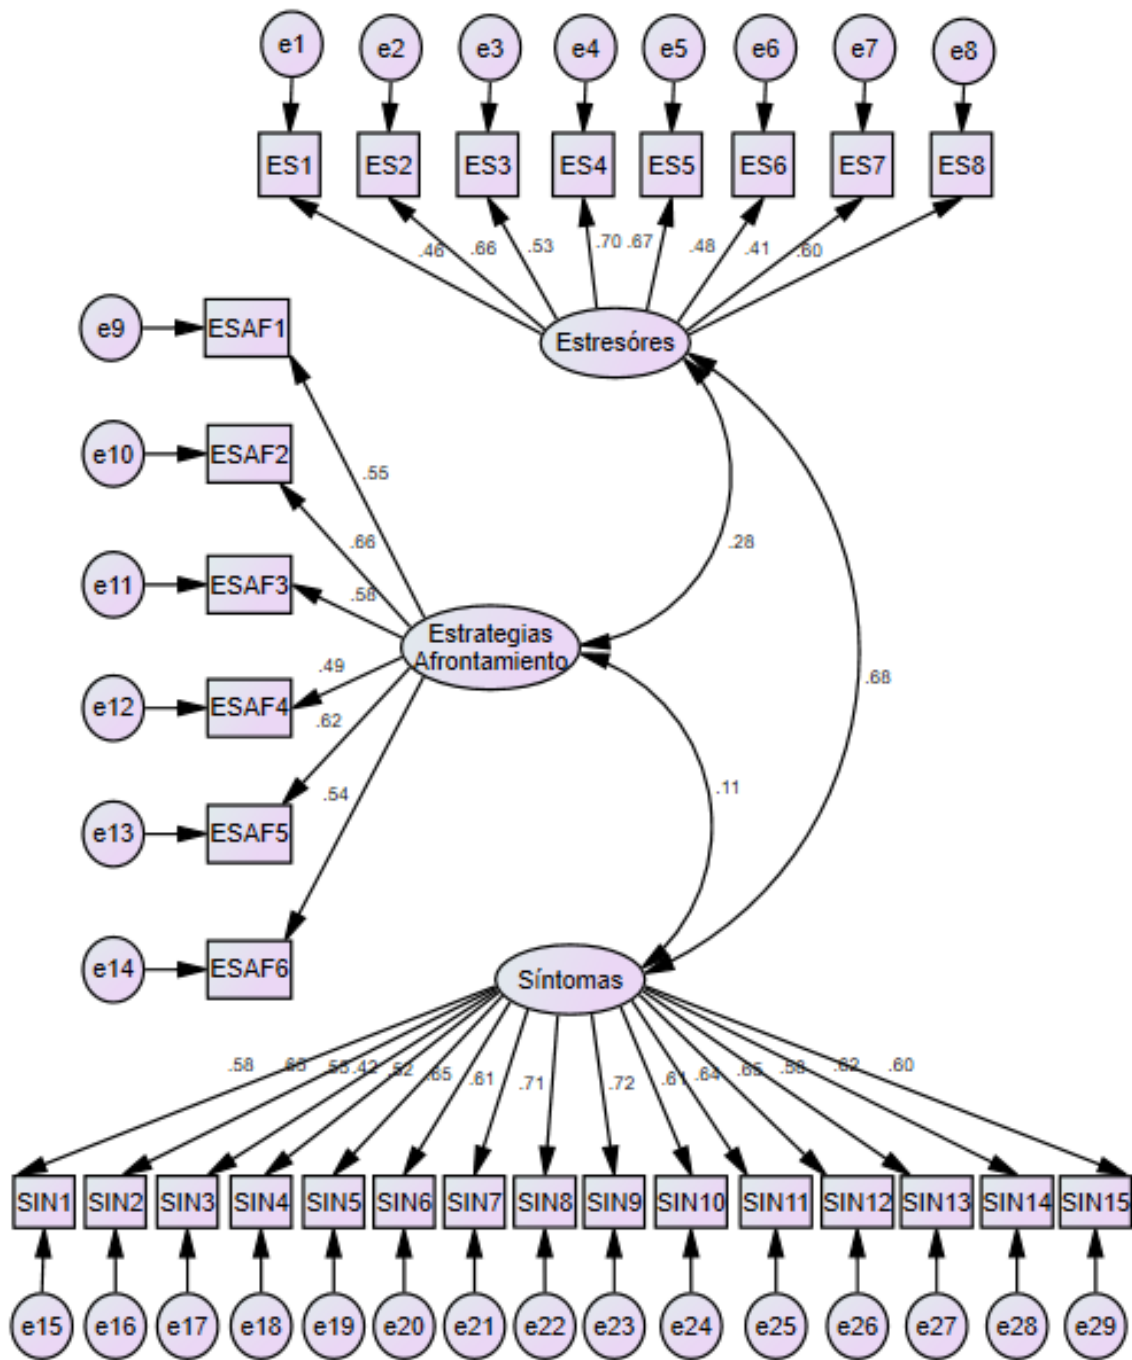 e1 e2 e3 e4 e5 e6 e7 e8
ES1 ES2 ES3 ES4 ES5 ES6 ES7 ES8
.46 .66 .53 .70 .67 .48 .41 .60
Estresóres
e9 ESAF1
e10 ESAF2
.55
.66
.28
e11 ESAF3
.58
Estrategias
Afrontamiento
.49
.68
e12 ESAF4
.62
.11
.54
e13 ESAF5
e14 ESAF6
Síntomas
.58 .65 .42 .52 .65 .61 .71 .72 .61 .64 .65 .58 .62 .60
SIN1 SIN2 SIN3 SIN4 SIN5 SIN6 SIN7 SIN8 SIN9 SIN10 SIN11 SIN12 SIN13 SIN14 SIN15
e15 e16 e17 e18 e19 e20 e21 e22 e23 e24 e25 e26 e27 e28 e29